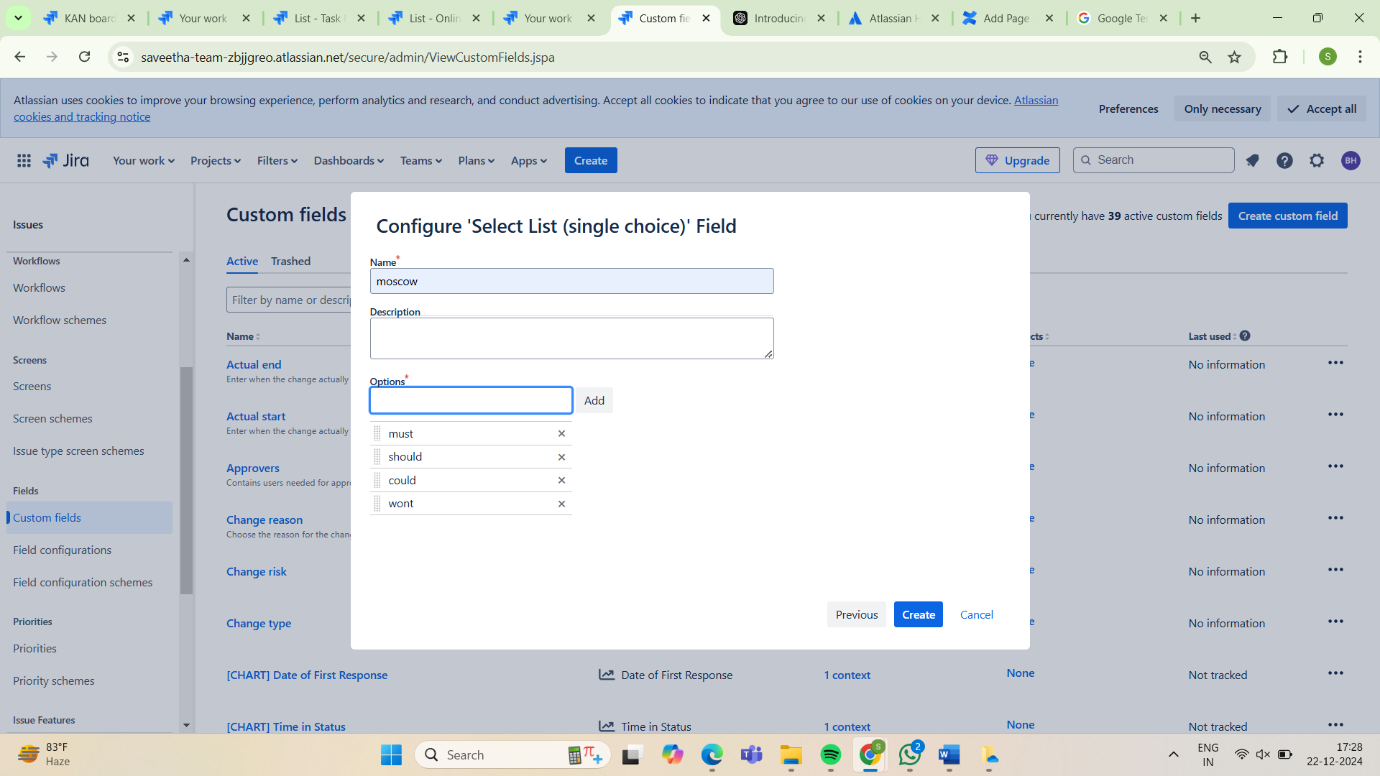 KAN board
Your work
List - Task
List - Onlin
Your work
Custom fie
Introducin
Atlassian
Add Page
Google Te
saveetha-team-zbjjgreo.atlassian.net/secure/admin/ViewCustomFields.jspa
S
Atlassian uses cookies to improve your browsing experience, perform analytics and research, and conduct advertising. Accept all cookies to indicate that you agree to our use of cookies on your device. Atlassian
cookies and tracking notice
Preferences
Only necessary
Accept all
Jira
Your work
Projects
Filters
Dashboards
Teams
Plans
Apps
Create
Upgrade
Search
BH
Issues
Workflows
Workflows
Workflow schemes
Screens
Screens
Screen schemes
Issue type screen schemes
Fields
Custom fields
Field configurations
Field configuration schemes
Priorities
Priorities
Priority schemes
Issue Features
Custom fields
currently have 39 active custom fields
Create custom field
Active
Trashed
Filter by name or descrip
Name
cts
Last used
Actual end
Enter when the change actually
No information
Actual start
Enter when the change actually
No information
Approvers
Contains users needed for appr
No information
Change reason
Choose the reason for the chan
No information
Change risk
No information
Change type
No information
[CHART] Date of First Response
Date of First Response
1 context
None
Not tracked
[CHART] Time in Status
Time in Status
1 context
None
Not tracked
Configure 'Select List (single choice)' Field
Name*
moscow
Description
Options*
Add
must
should
could
wont
Previous
Create
Cancel
83°F
Haze
Search
S
2
ENG
IN
17:28
22-12-2024